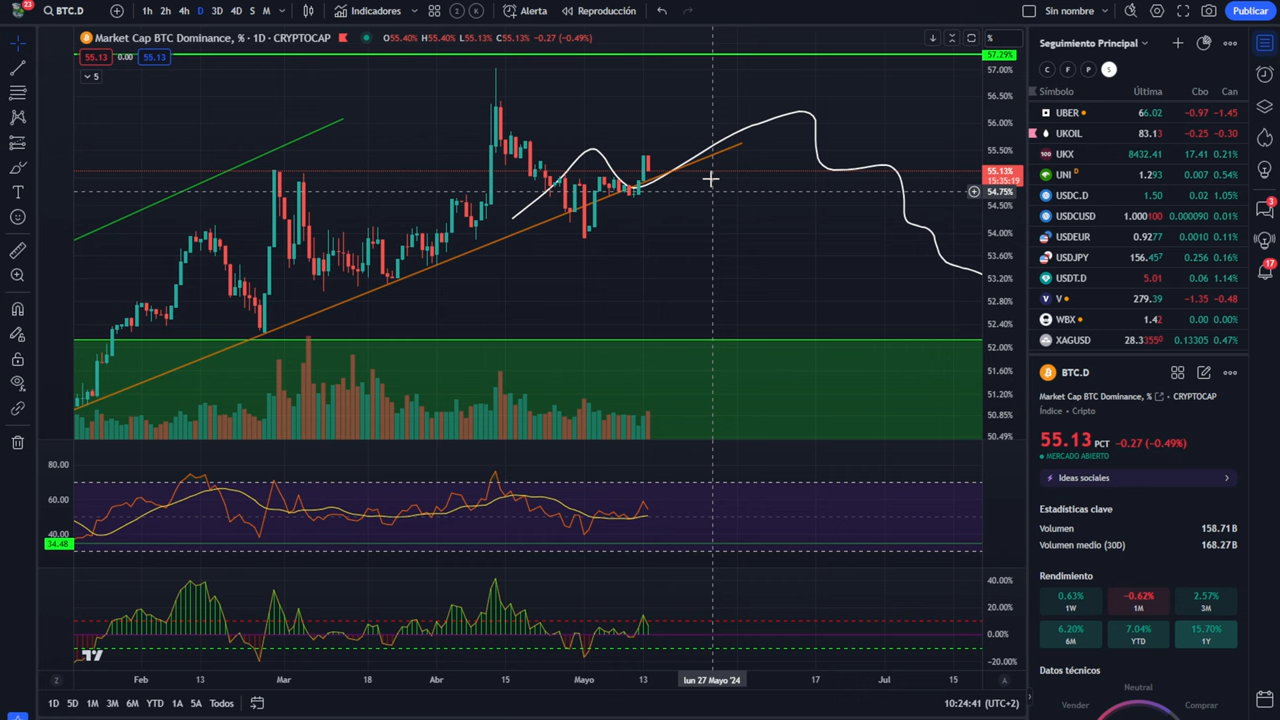 23 BTC.D 1h 2h 4h D 3D 4D S M Indicadores 2 K Alerta Reproducción Sin nombre Publicar
Market Cap BTC Dominance, % · 1D · CRYPTOCAP O55.40% H55.40% L55.13% C55.13% -0.27 (-0.49%) %
55.13 0.00 55.13
5
57.29%
57.00%
56.50%
56.00%
55.50%
55.13%
15:35:19
54.75%
54.50%
54.00%
53.60%
53.20%
52.80%
52.40%
52.00%
51.60%
51.20%
50.85%
50.49%
80.00
60.00
40.00
34.48
40.00%
20.00%
0.00%
-20.00%
Z Feb 13 Mar 18 Abr 15 Mayo 13 lun 27 Mayo '24 17 Jul 15 A
1D 5D 1M 3M 6M YTD 1A 5A Todos 10:24:41 (UTC+2)
Seguimiento Principal
C F P S
Símbolo Última Cbo Can
UBER 66.02 -0.97 -1.45
UKOIL 83.13 -0.25 -0.30
UKX 8432.41 17.41 0.21%
UNI D 1.293 0.007 0.54%
USDC.D 1.50 0.02 1.05%
USDCUSD 1.000100 0.000090 0.01%
USDEUR 0.9277 0.0010 0.11%
USDJPY 156.457 0.256 0.16%
USDT.D 5.01 0.06 1.14%
V 279.39 -1.35 -0.48
WBX 1.42 0.00 0.00%
XAGUSD 28.33550 0.13305 0.47%
BTC.D
Market Cap BTC Dominance, % · CRYPTOCAP
Índice · Cripto
55.13 PCT -0.27 (-0.49%)
MERCADO ABIERTO
Ideas sociales
Estadísticas clave
Volumen 158.71B
Volumen medio (30D) 168.27B
Rendimiento
0.63% -0.62% 2.57%
1W 1M 3M
6.20% 7.04% 15.70%
6M YTD 1Y
Datos técnicos
Neutral
Vender Comprar
3
17